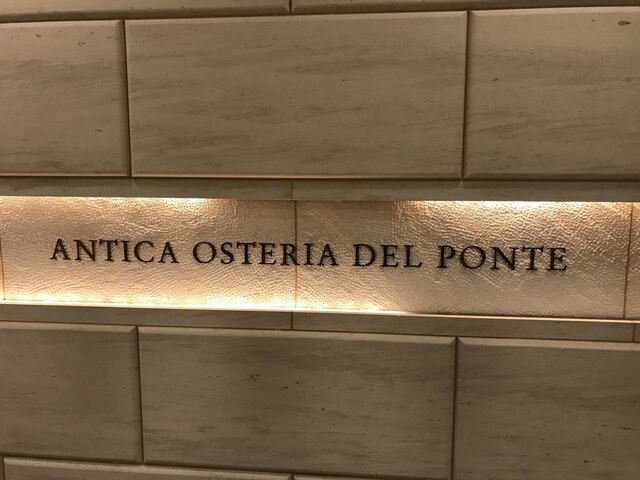 ANTICA OSTERIA DEL PONTE